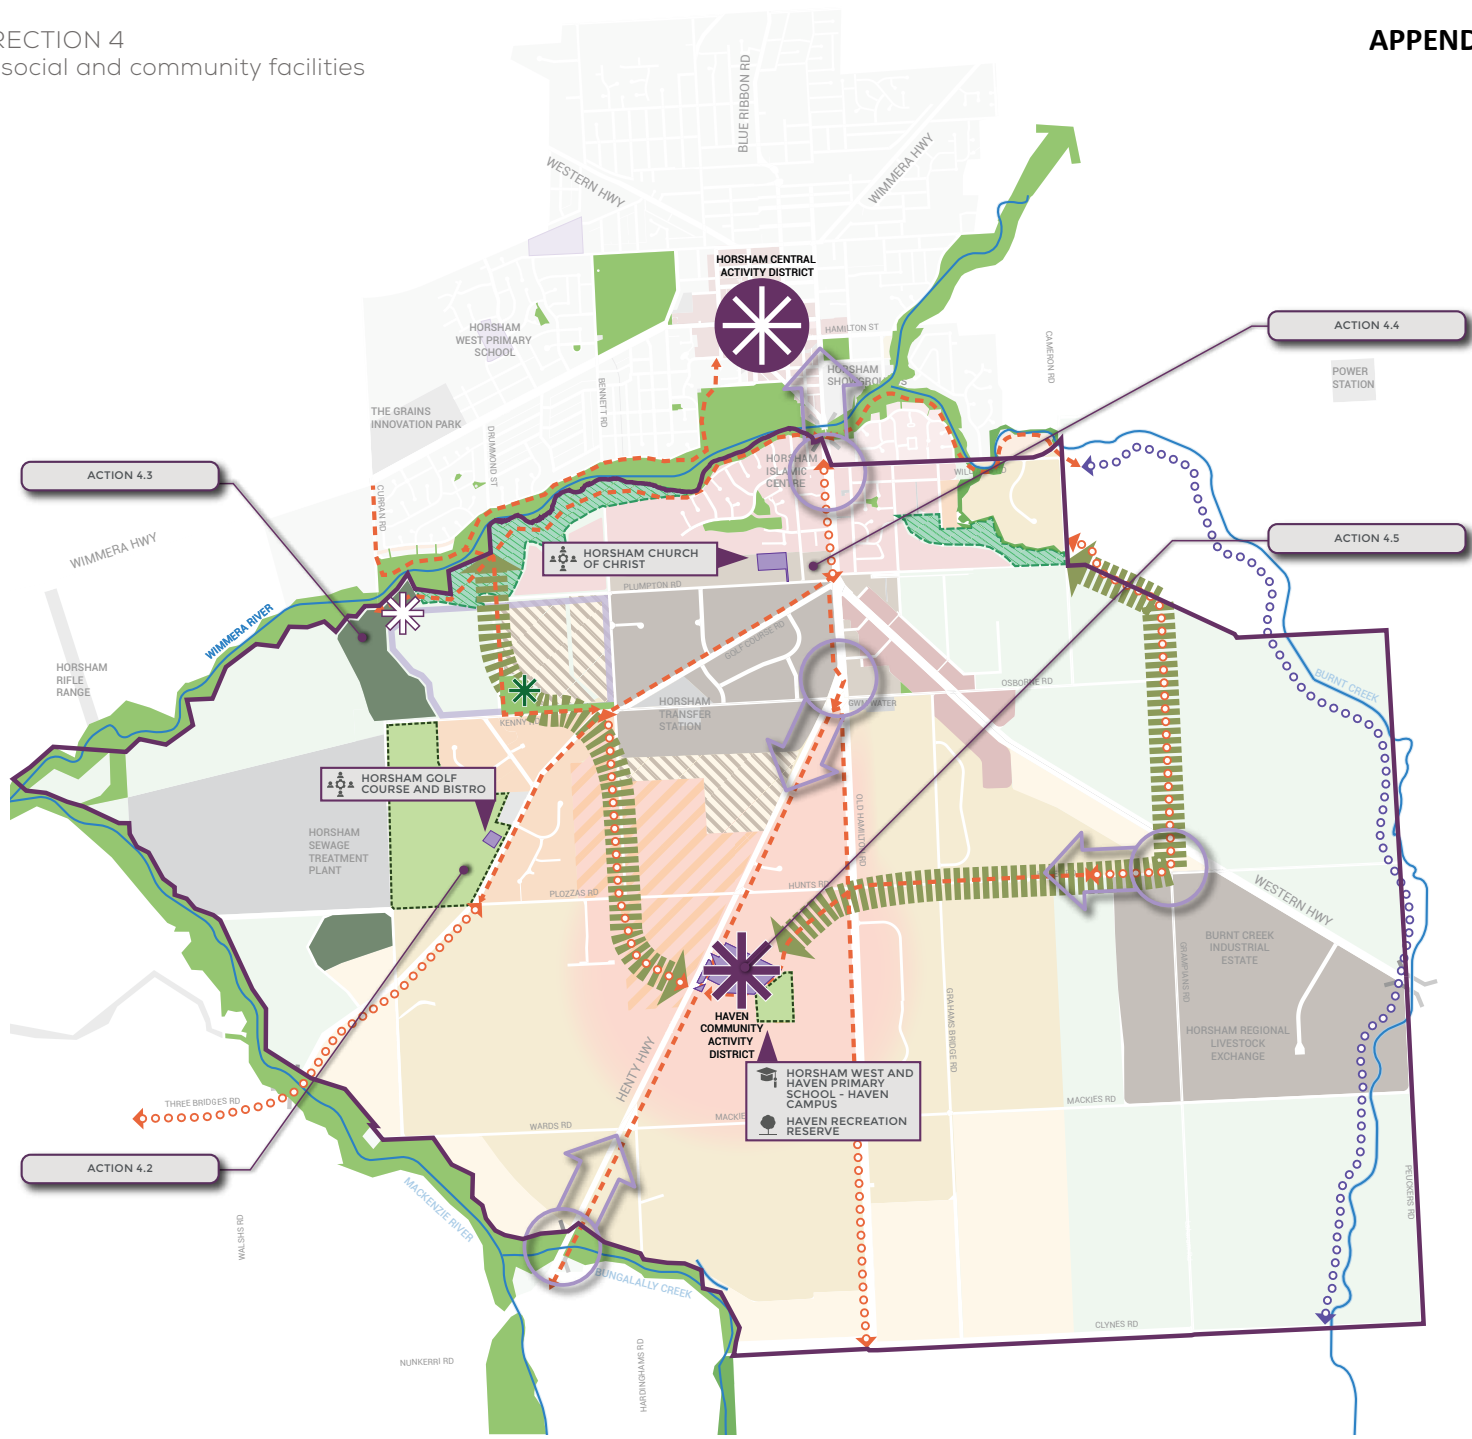 RECTION 4
social and community facilities
APPEND
BLUE RIBBON RD
WESTERN HWY
WIMMERA HWY
HORSHAM CENTRAL
ACTIVITY DISTRICT
HAMILTON ST
HORSHAM
WEST PRIMARY
SCHOOL
ACTION 4.4
CAMERON RD
POWER
STATION
HORSHAM
BENNETT RD
THE GRAINS
INNOVATION PARK
DRUMMOND ST
HORSHAM
ISLAMIC
CENTRE
ACTION 4.3
CURRAN RD
WIMMERA HWY
ACTION 4.5
HORSHAM CHURCH
OF CHRIST
PLUMPTON RD
WIMMERA RIVER
GOLF COURSE RD
HORSHAM
RIFLE
RANGE
OSBORNE RD
BURNT CREEK
HORSHAM
TRANSFER
STATION
GWM WATER
KENNY RD
HORSHAM GOLF
COURSE AND BISTRO
OLD HAMILTON RD
HORSHAM
SEWAGE
TREATMENT
PLANT
PLOZZAS RD
HUNTS RD
WESTERN HWY
BURNT CREEK
INDUSTRIAL
ESTATE
GRAMPIANS RD
HAVEN
COMMUNITY
ACTIVITY
DISTRICT
GRAHAMS BRIDGE RD
HORSHAM REGIONAL
LIVESTOCK
EXCHANGE
HENTY HWY
HORSHAM WEST AND
HAVEN PRIMARY
SCHOOL - HAVEN
CAMPUS
HAVEN RECREATION
RESERVE
THREE BRIDGES RD
WARDS RD
MACKIE
MACKIES RD
ACTION 4.2
MACKENZIE RIVER
PEUCKERS RD
WALSHS RD
BUNGALALLY CREEK
CLYNES RD
NUNKERRI RD
HARDINGHAMS RD